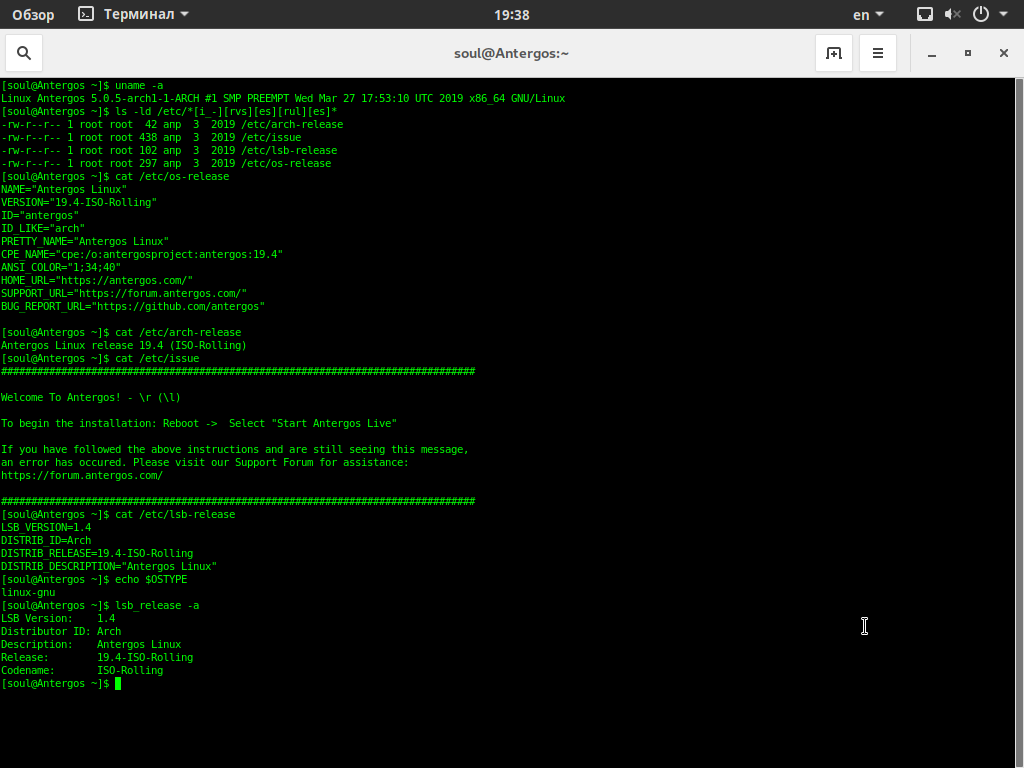 Обзор Терминал 19:38 en
soul@Antergos:~
[soul@Antergos ~]$ uname -a
Linux Antergos 5.0.5-arch1-1-ARCH #1 SMP PREEMPT Wed Mar 27 17:53:10 UTC 2019 x86_64 GNU/Linux
[soul@Antergos ~]$ ls -ld /etc/*[i_-][rvs][es][rul][es]*
-rw-r--r-- 1 root root  42 апр  3  2019 /etc/arch-release
-rw-r--r-- 1 root root 438 апр  3  2019 /etc/issue
-rw-r--r-- 1 root root 102 апр  3  2019 /etc/lsb-release
-rw-r--r-- 1 root root 297 апр  3  2019 /etc/os-release
[soul@Antergos ~]$ cat /etc/os-release
NAME="Antergos Linux"
VERSION="19.4-ISO-Rolling"
ID="antergos"
ID_LIKE="arch"
PRETTY_NAME="Antergos Linux"
CPE_NAME="cpe:/o:antergosproject:antergos:19.4"
ANSI_COLOR="1;34;40"
HOME_URL="https://antergos.com/"
SUPPORT_URL="https://forum.antergos.com/"
BUG_REPORT_URL="https://github.com/antergos"
[soul@Antergos ~]$ cat /etc/arch-release
Antergos Linux release 19.4 (ISO-Rolling)
[soul@Antergos ~]$ cat /etc/issue
###############################################################################
Welcome To Antergos! - \r (\l)
To begin the installation: Reboot ->  Select "Start Antergos Live"
If you have followed the above instructions and are still seeing this message,
an error has occured. Please visit our Support Forum for assistance:
https://forum.antergos.com/
###############################################################################
[soul@Antergos ~]$ cat /etc/lsb-release
LSB_VERSION=1.4
DISTRIB_ID=Arch
DISTRIB_RELEASE=19.4-ISO-Rolling
DISTRIB_DESCRIPTION="Antergos Linux"
[soul@Antergos ~]$ echo $OSTYPE
linux-gnu
[soul@Antergos ~]$ lsb_release -a
LSB Version:    1.4
Distributor ID: Arch
Description:    Antergos Linux
Release:        19.4-ISO-Rolling
Codename:       ISO-Rolling
[soul@Antergos ~]$